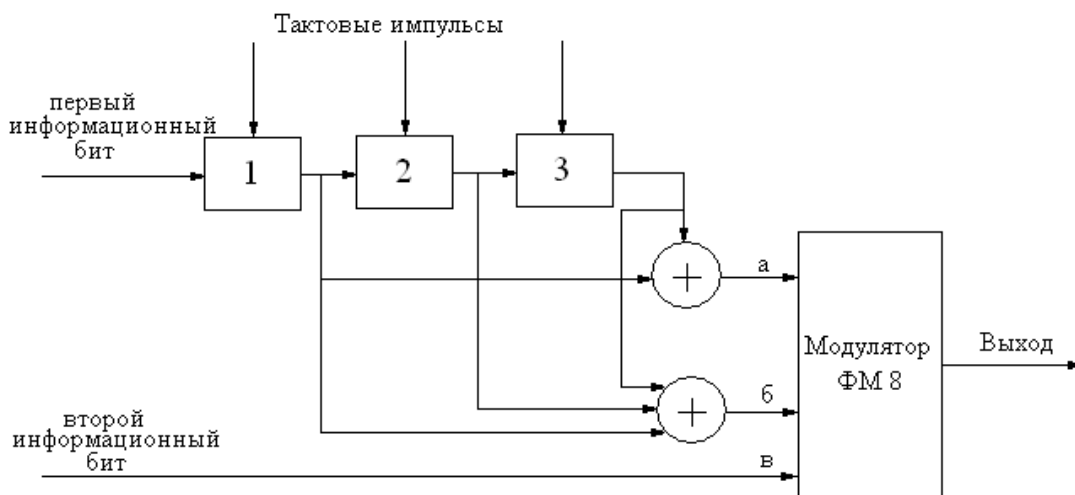 Тактовые импульсы
первый
информационный
бит
1
2
3
+
а
Модулятор
ФМ 8
Выход
+
б
второй
информационный
бит
в